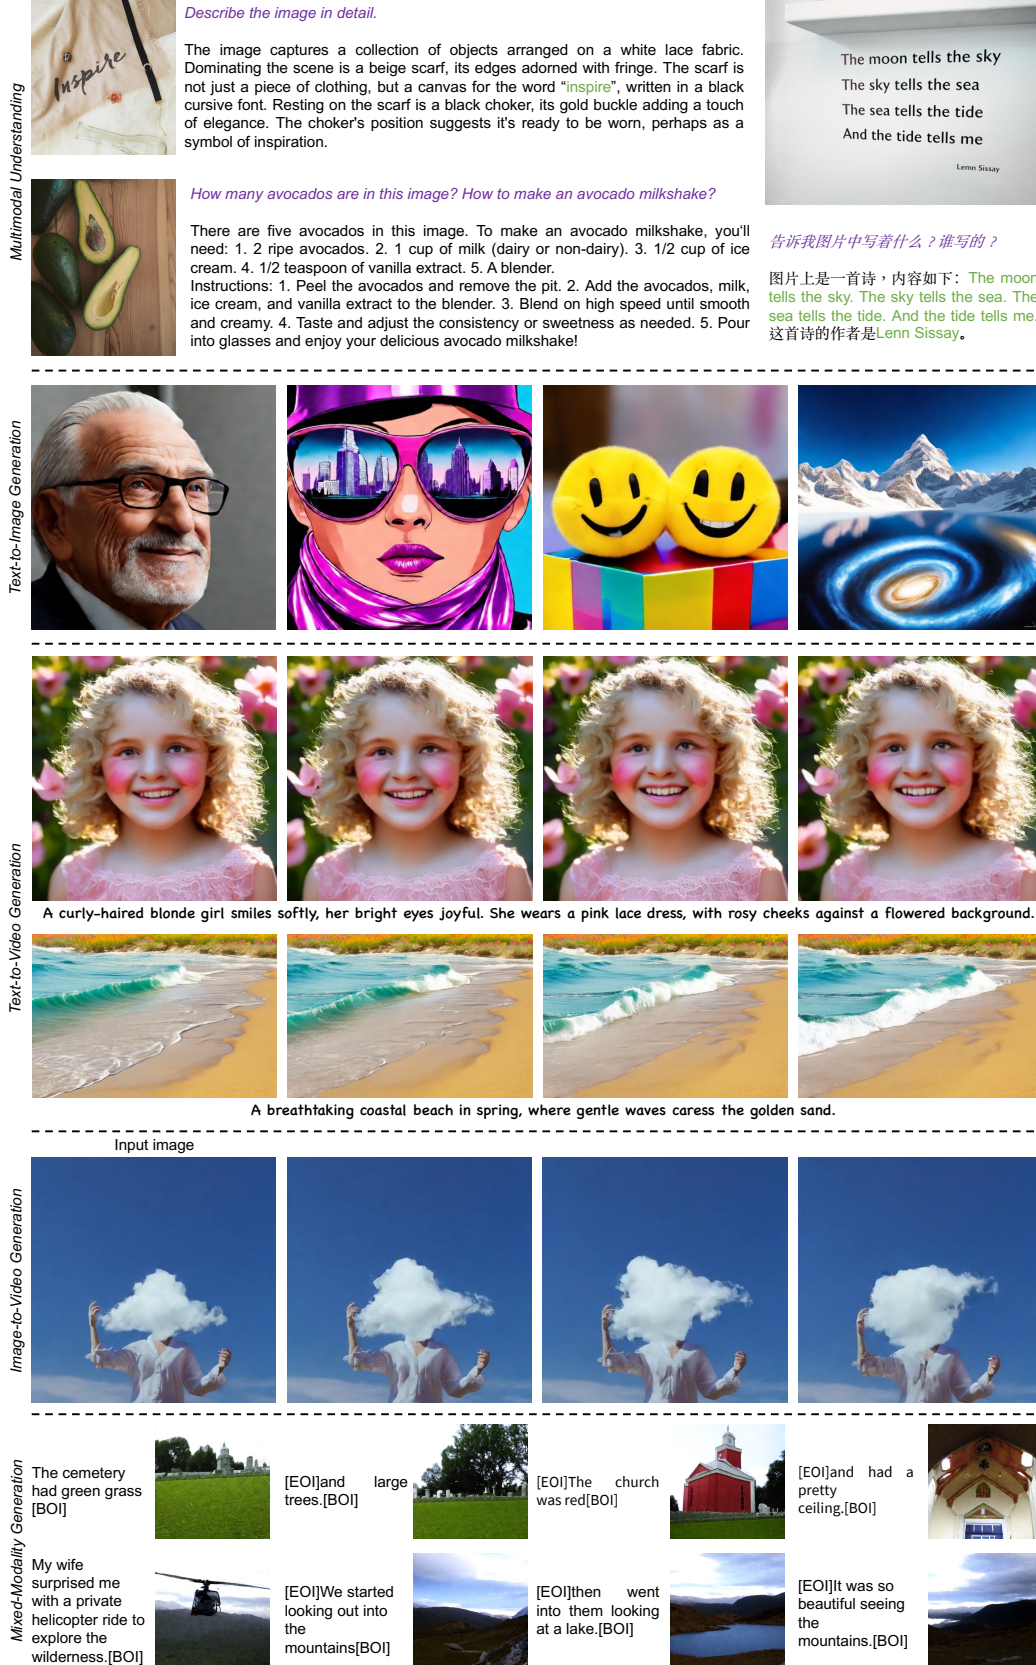 Multimodal Understanding
Inspire
Describe the image in detail.
The image captures a collection of objects arranged on a white lace fabric.
Dominating the scene is a beige scarf, its edges adorned with fringe. The scarf is
not just a piece of clothing, but a canvas for the word “inspire”, written in a black
cursive font. Resting on the scarf is a black choker, its gold buckle adding a touch
of elegance. The choker's position suggests it's ready to be worn, perhaps as a
symbol of inspiration.
How many avocados are in this image? How to make an avocado milkshake?
There are five avocados in this image. To make an avocado milkshake, you'll
need: 1. 2 ripe avocados. 2. 1 cup of milk (dairy or non-dairy). 3. 1/2 cup of ice
cream. 4. 1/2 teaspoon of vanilla extract. 5. A blender.
Instructions: 1. Peel the avocados and remove the pit. 2. Add the avocados, milk,
ice cream, and vanilla extract to the blender. 3. Blend on high speed until smooth
and creamy. 4. Taste and adjust the consistency or sweetness as needed. 5. Pour
into glasses and enjoy your delicious avocado milkshake!
The moon tells the sky
The sky tells the sea
The sea tells the tide
And the tide tells me
Lemn Sissay
告诉我图片中写着什么？谁写的？
图片上是一首诗，内容如下：The moon
tells the sky. The sky tells the sea. The
sea tells the tide. And the tide tells me.
这首诗的作者是Lenn Sissay。
Text-to-Image Generation
Text-to-Video Generation
A curly-haired blonde girl smiles softly, her bright eyes joyful. She wears a pink lace dress, with rosy cheeks against a flowered background.
A breathtaking coastal beach in spring, where gentle waves caress the golden sand.
Image-to-Video Generation
Input image
Mixed-Modality Generation
The cemetery
had green grass
[BOI]
[EOI]and large
trees.[BOI]
[EOI]The church
was red[BOI]
[EOI]and had a
pretty
ceiling.[BOI]
My wife
surprised me
with a private
helicopter ride to
explore the
wilderness.[BOI]
[EOI]We started
looking out into
the
mountains[BOI]
[EOI]then went
into them looking
at a lake.[BOI]
[EOI]It was so
beautiful seeing
the
mountains.[BOI]